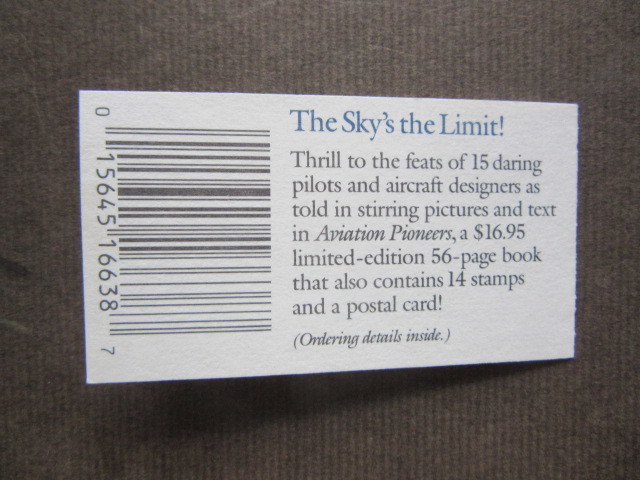 The Sky's the Limit!
Thrill to the feats of 15 daring
pilots and aircraft designers as
told in stirring pictures and text
in Aviation Pioneers, a $16.95
limited-edition 56-page book
that also contains 14 stamps
and a postal card!
(Ordering details inside.)
0 15645 16638 7